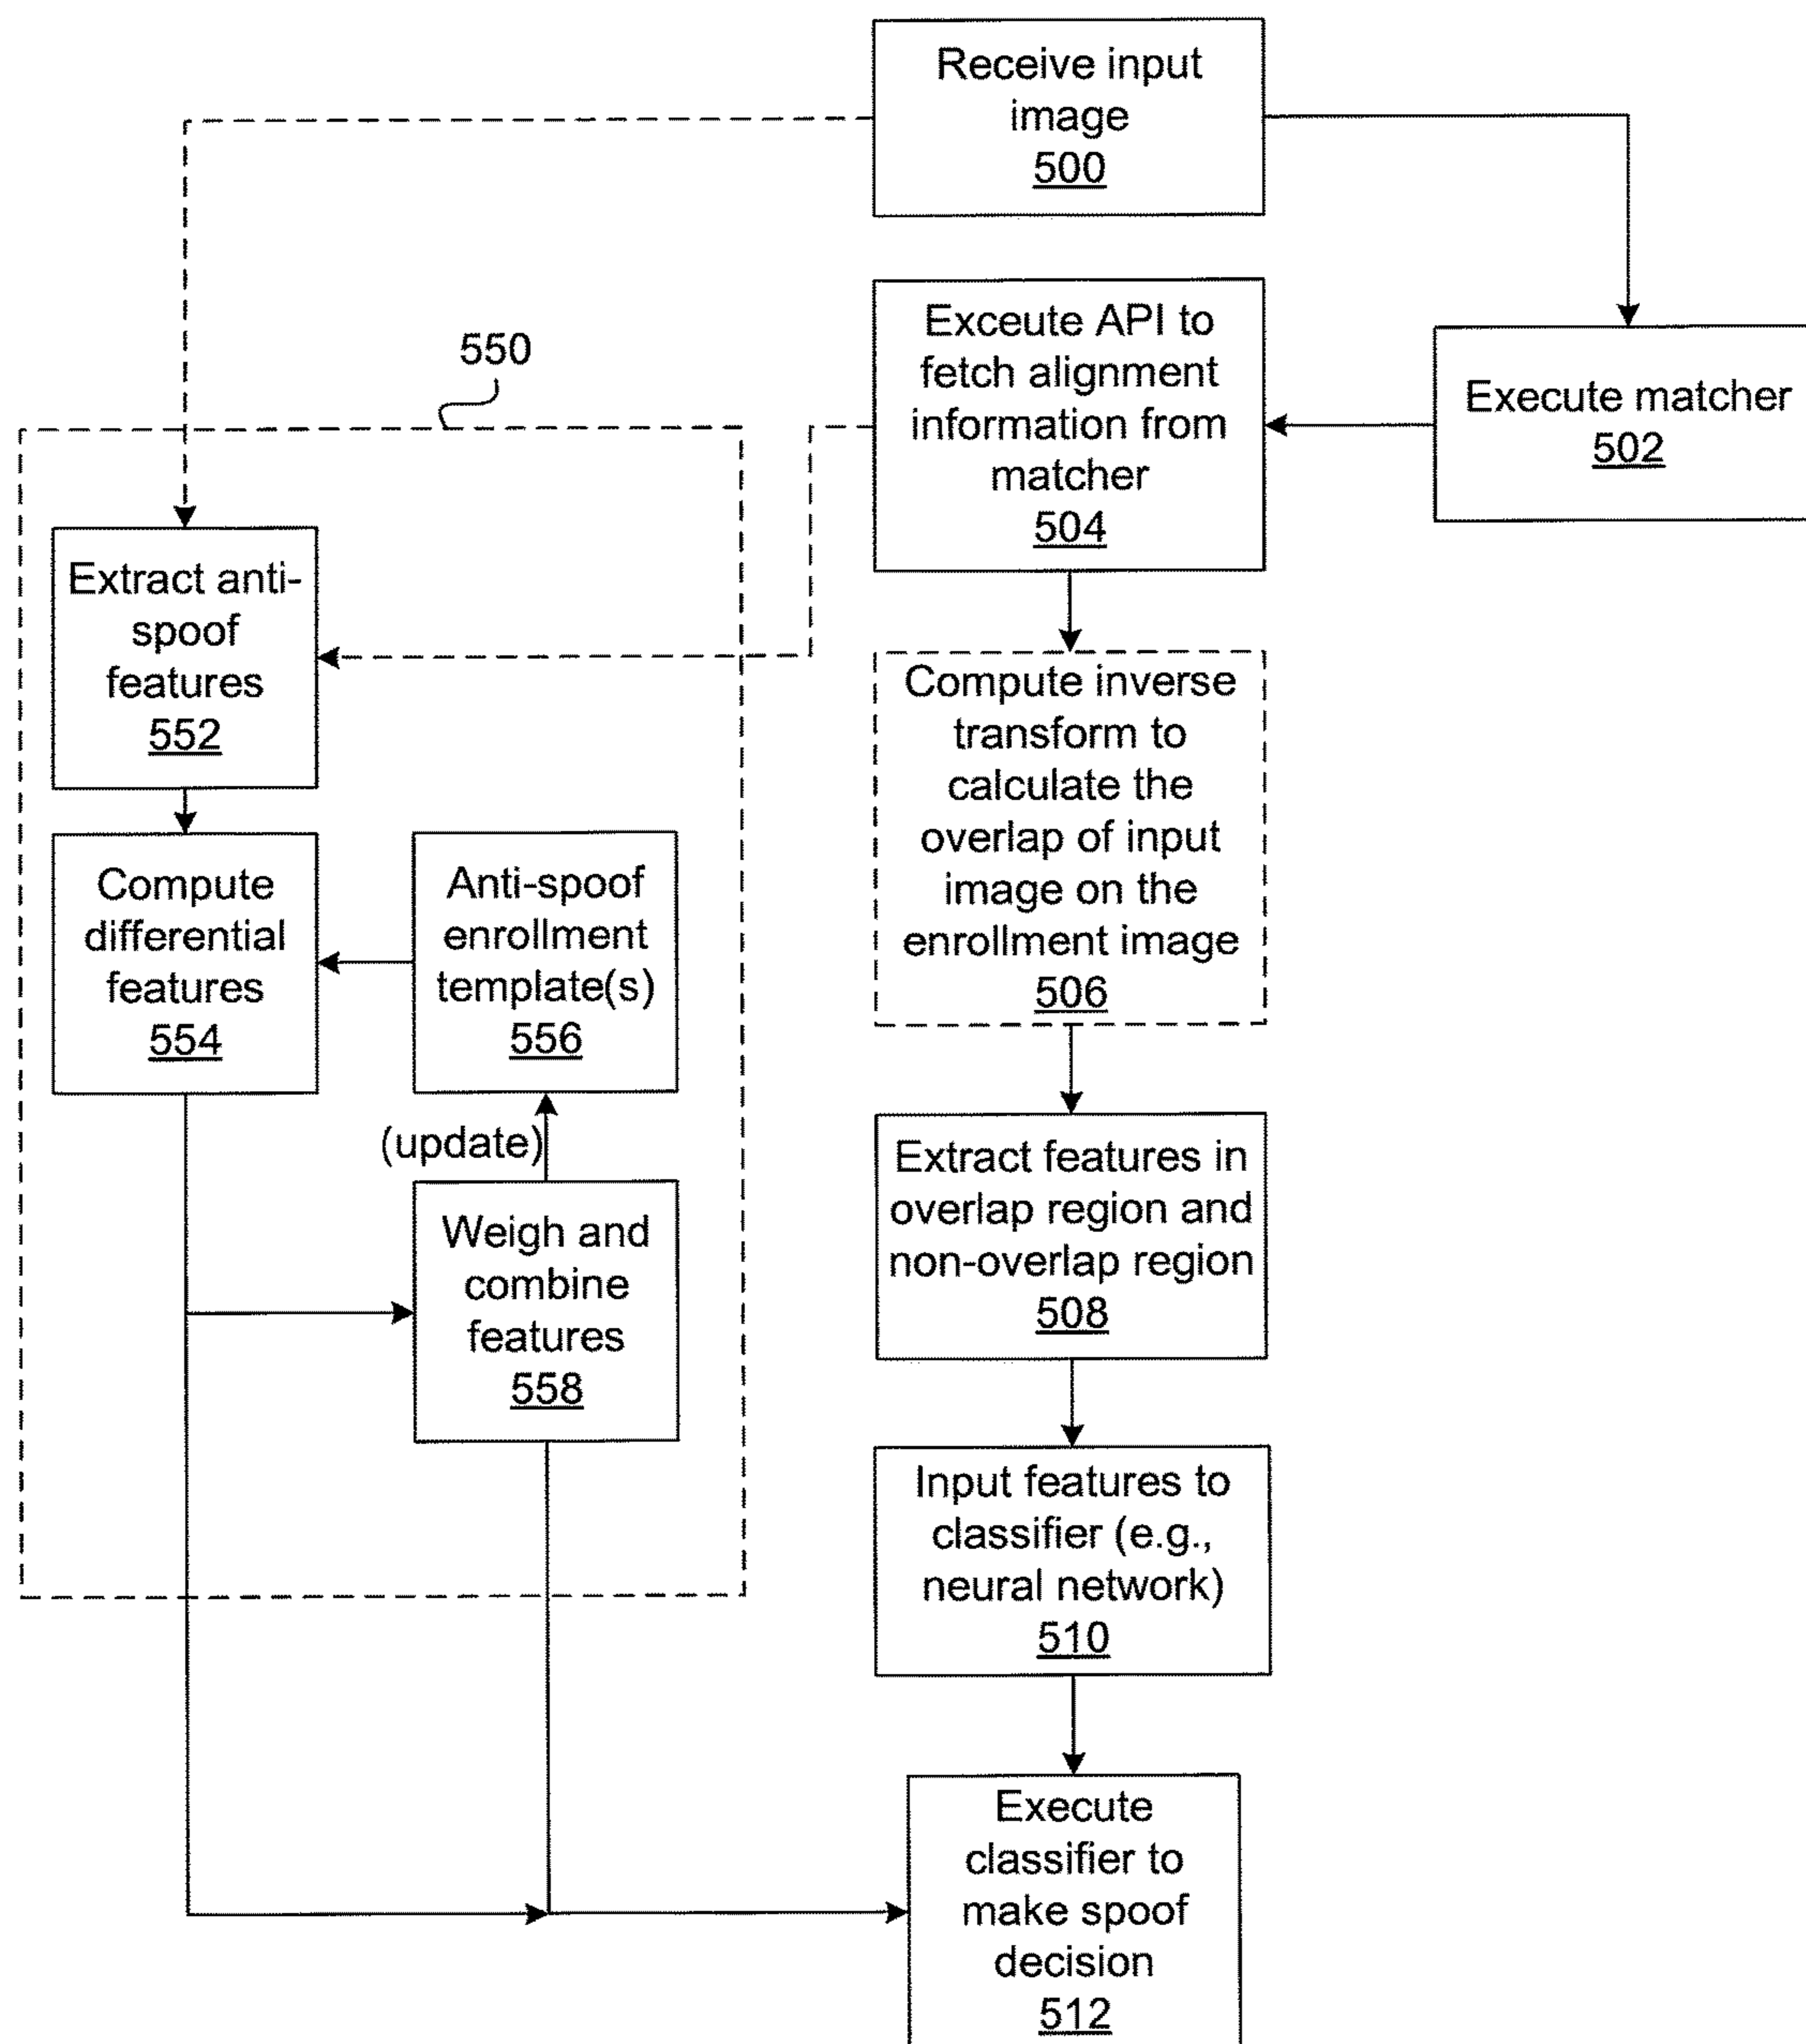 Receive input
image
500
Exceute API to
fetch alignment
information from
matcher
504
Execute matcher
502
550
Extract anti-
spoof
features
552
Compute inverse
transform to
calculate the
overlap of input
image on the
enrollment image
506
Compute
differential
features
554
Anti-spoof
enrollment
template(s)
556
(update)
Weigh and
combine
features
558
Extract features in
overlap region and
non-overlap region
508
Input features to
classifier (e.g.,
neural network)
510
Execute
classifier to
make spoof
decision
512